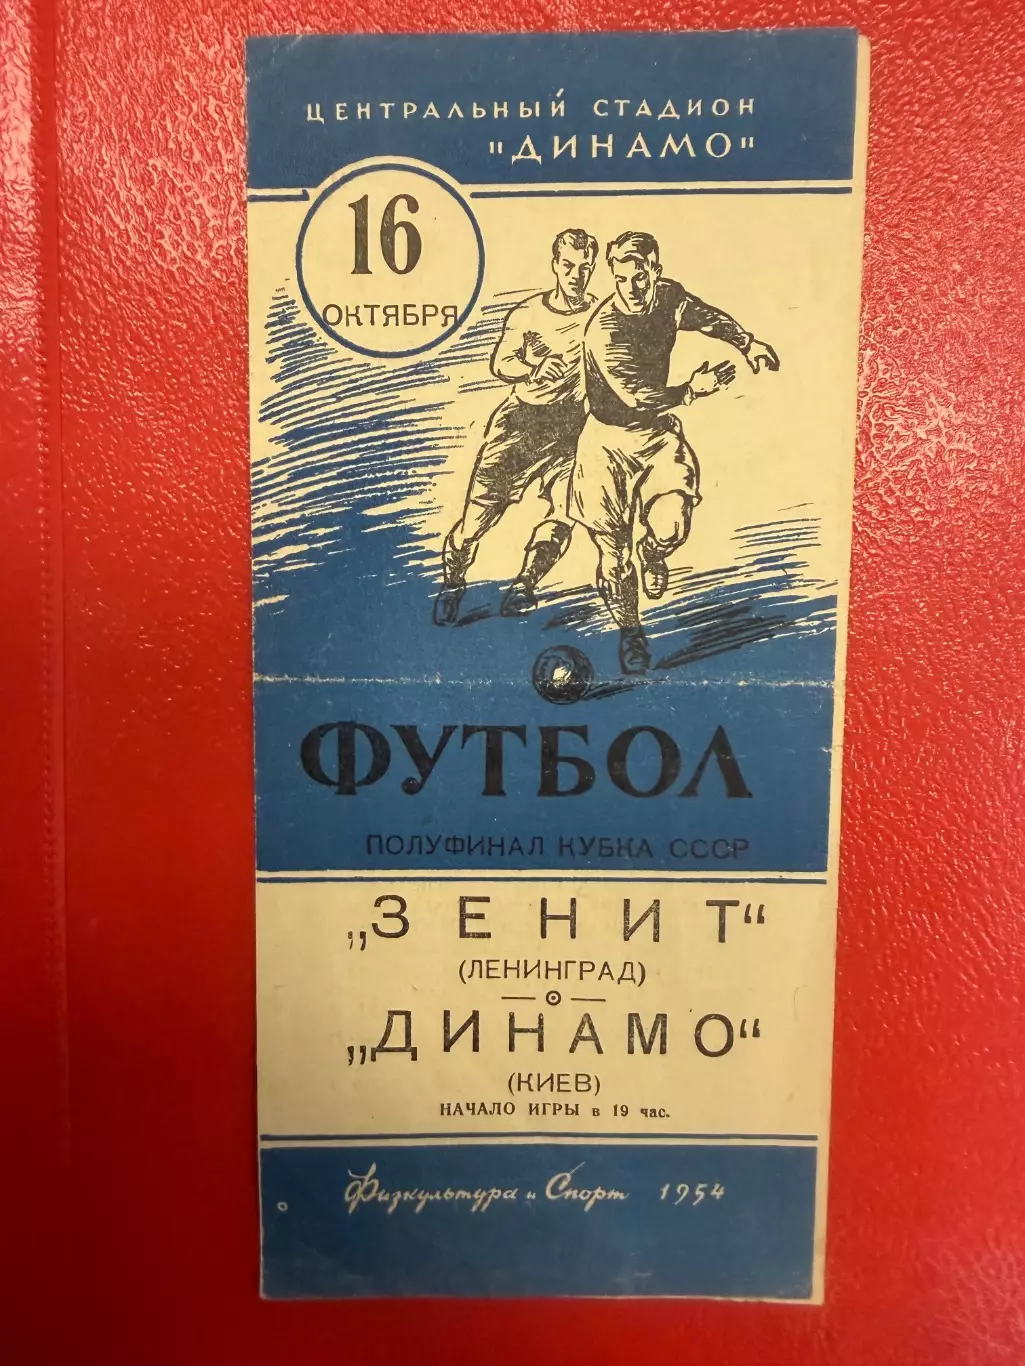 ЦЕНТРАЛЬНЫЙ СТАДИОН
"ДИНАМО"
16
ОКТЯБРЯ
ФУТБОЛ
ПОЛУФИНАЛ КУБКА СССР
„ЗЕНИТ“
(ЛЕНИНГРАД)
„ДИНАМО“
(КИЕВ)
НАЧАЛО ИГРЫ в 19 час.
Физкультура и Спорт 1954